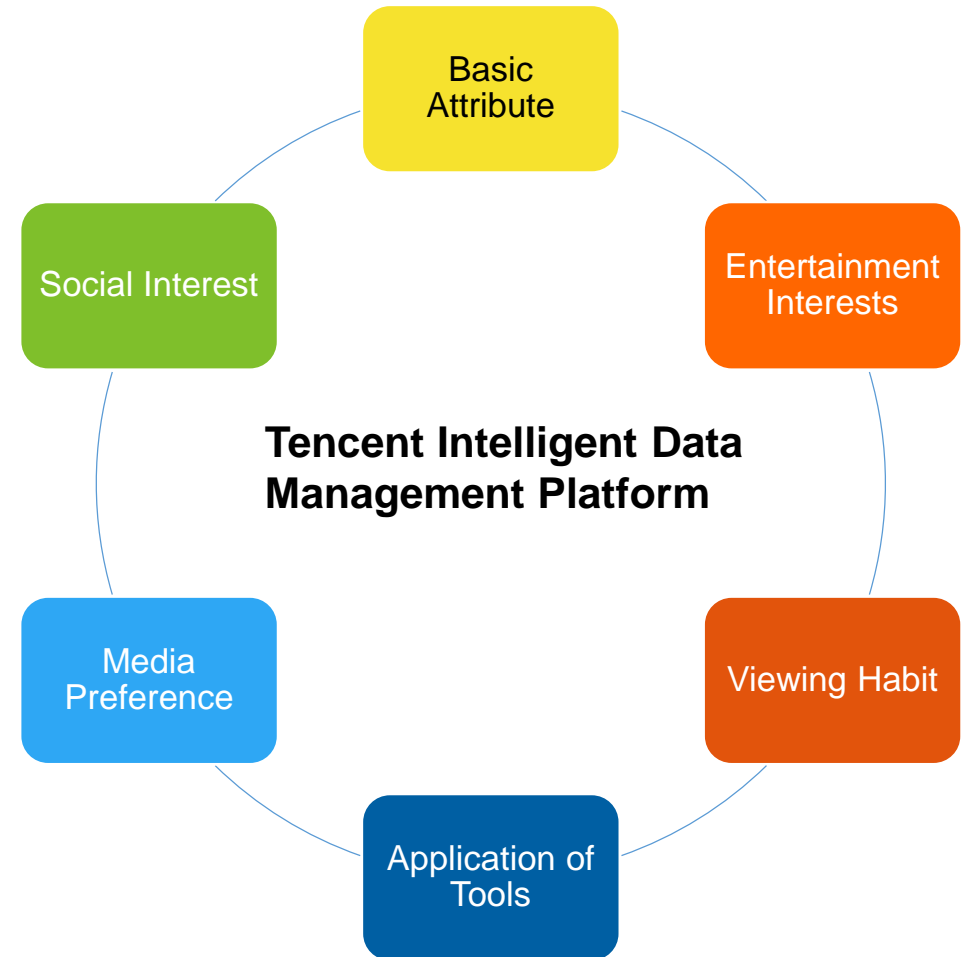 Basic
Attribute
Entertainment
Interests
Social Interest
Tencent Intelligent Data
Management Platform
Media
Preference
Viewing Habit
Application of
Tools